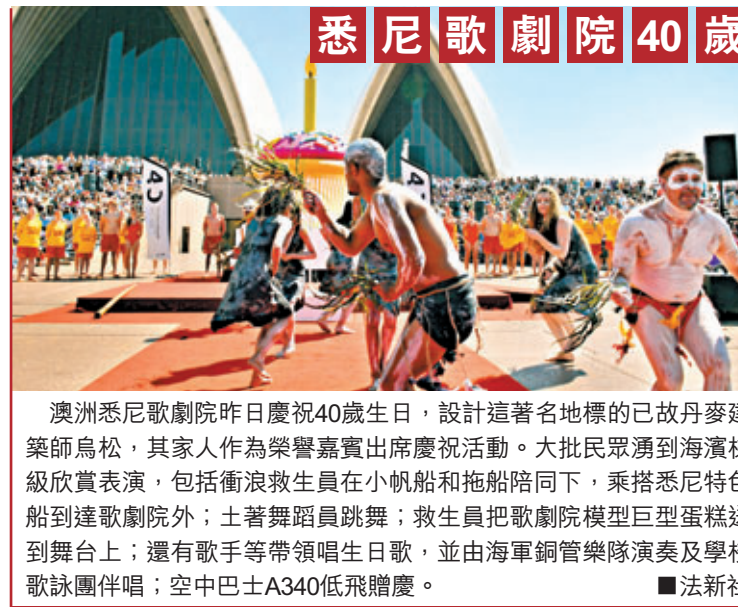 悉尼歌劇院40歲
澳洲悉尼歌劇院昨日慶祝40歲生日，設計這著名地標的已故丹麥建
築師烏松，其家人作為榮譽嘉賓出席慶祝活動。大批民眾湧到海濱
級欣賞表演，包括衝浪救生員在小帆船和拖船陪同下，乘搭悉尼特色
船到達歌劇院外；土著舞蹈員跳舞；救生員把歌劇院模型巨型蛋糕送
到舞台上；還有歌手等帶領唱生日歌，並由海軍銅管樂隊演奏及學校
歌詠團伴唱；空中巴士A340低飛贈慶。 ■法新社